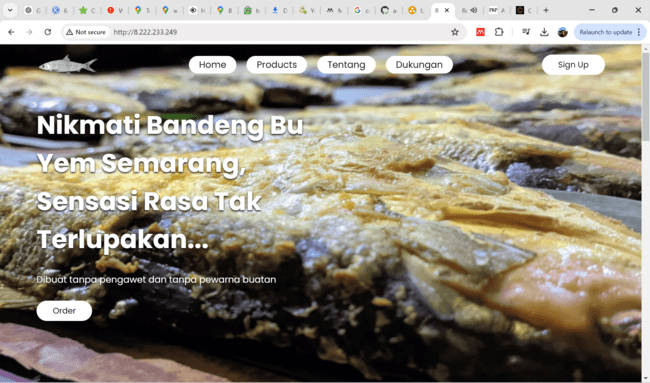 Not secure
http://8.222.233.249
Relaunch to update
Home
Products
Tentang
Dukungan
Sign Up
Nikmati Bandeng Bu
Yem Semarang,
Sensasi Rasa Tak
Terlupakan...
Dibuat tanpa pengawet dan tanpa pewarna buatan
Order